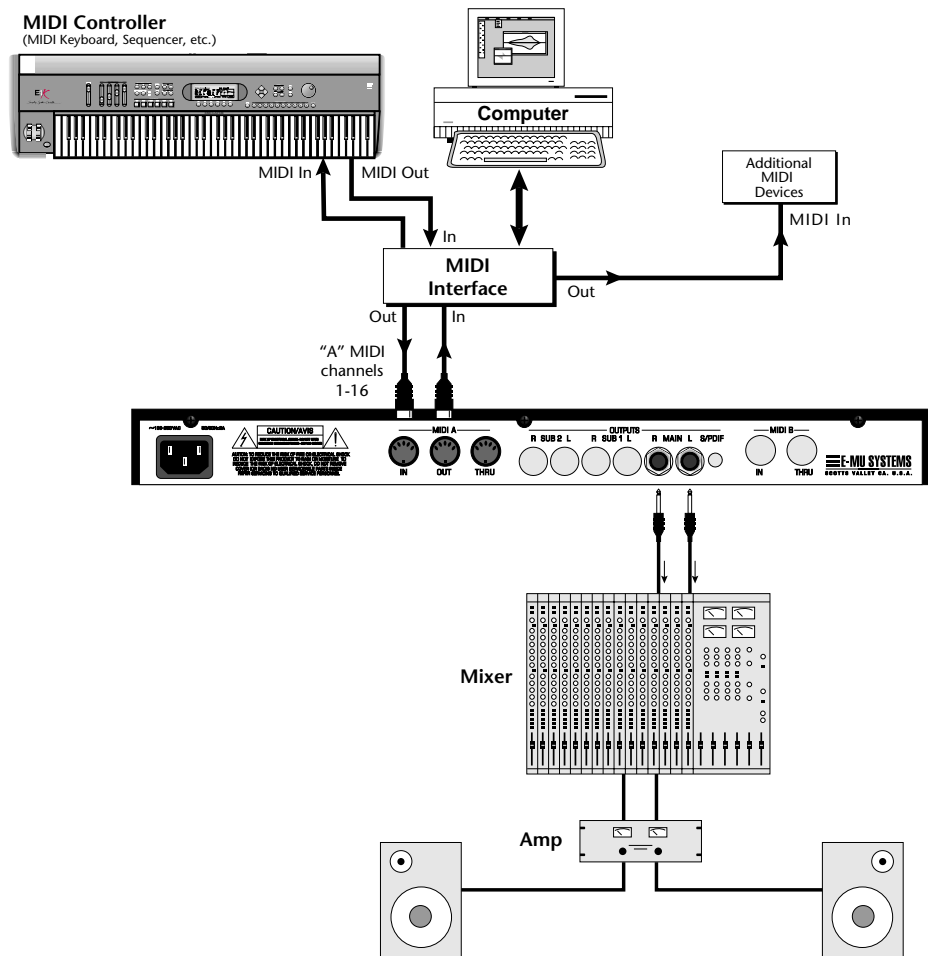 MIDI Controller
(MIDI Keyboard, Sequencer, etc.)
Computer
MIDI In
MIDI Out
Additional
MIDI
Devices
MIDI In
In
MIDI
Interface
Out
Out
In
"A" MIDI
channels
1-16
CAUTION/AVIS
MIDI A
IN
OUT
THRU
OUTPUTS
R SUB 2 L
R SUB 1 L
R MAIN L
S/PDIF
MIDI B
IN
THRU
E-MU SYSTEMS
SCOTTS VALLEY CA. U.S.A.
Mixer
Amp